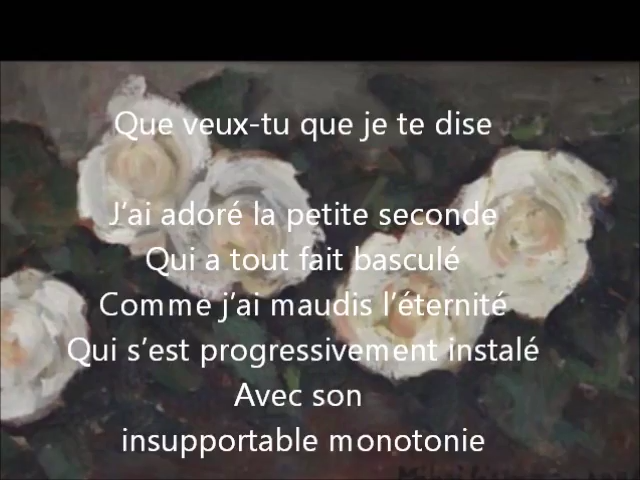 Que veux-tu que je te dise
J'ai adoré la petite seconde
Qui a tout fait basculé
Comme j'ai maudis l'éternité
Qui s'est progressivement instalé
Avec son
insupportable monotonie